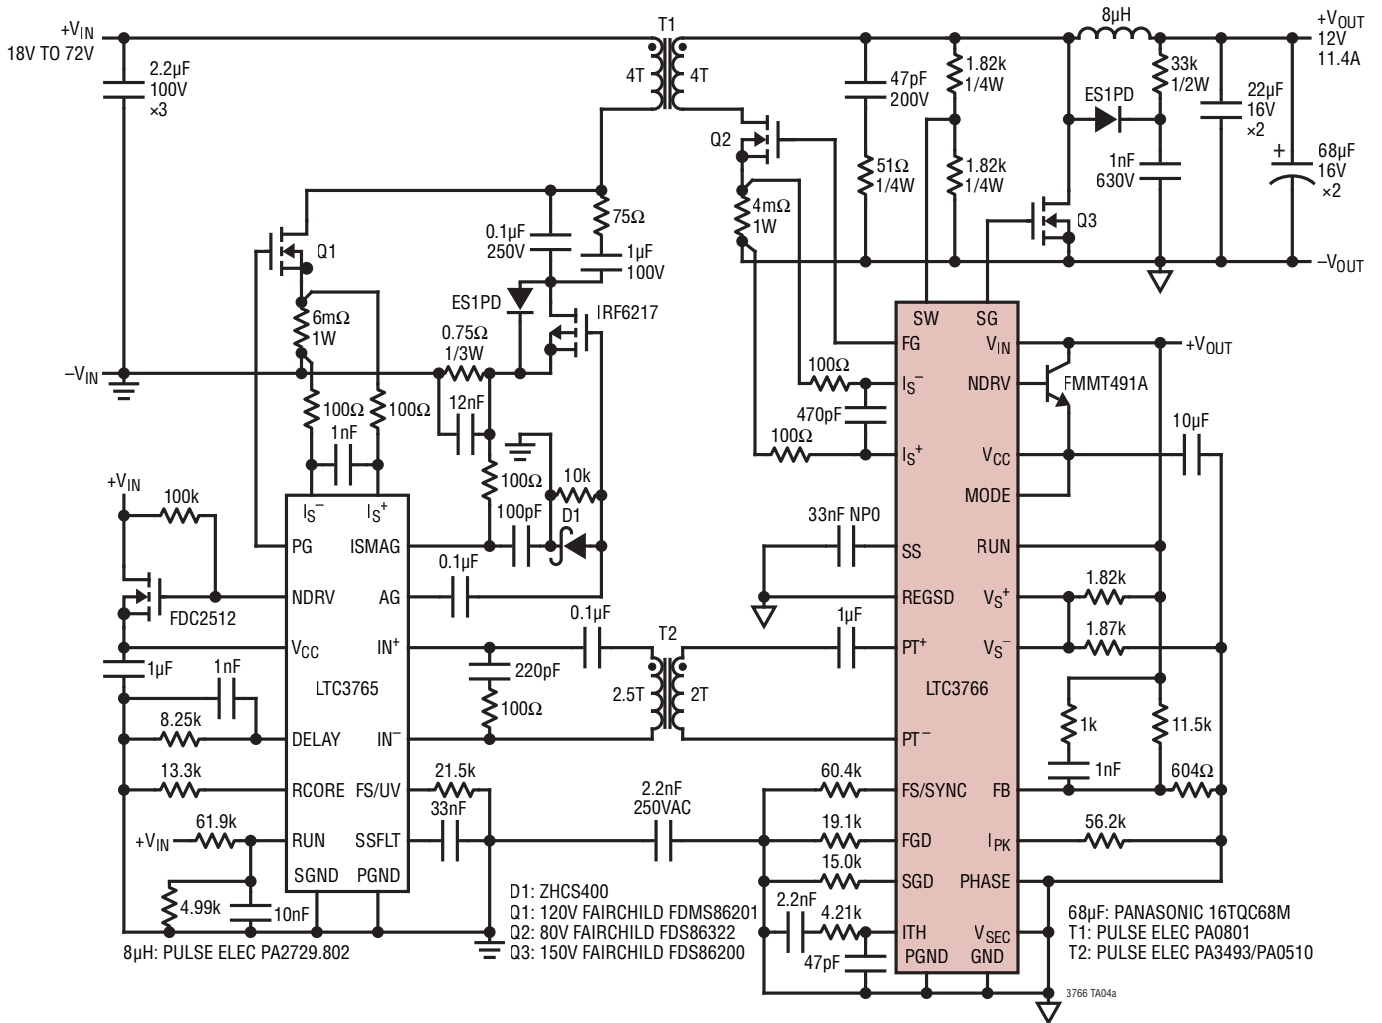 +VIN
18V TO 72V
2.2µF
100V
×3
T1
4T
4T
8µH
+VOUT
12V
11.4A
47pF
200V
1.82k
1/4W
33k
1/2W
ES1PD
22µF
16V
×2
Q2
51Ω
1/4W
1.82k
1/4W
1nF
630V
+
68µF
16V
×2
75Ω
4mΩ
1W
Q3
0.1µF
250V
Q1
1µF
100V
−VOUT
ES1PD
IRF6217
6mΩ
1W
0.75Ω
1/3W
SW
SG
FG
VIN
+VOUT
−VIN
100Ω
IS−
NDRV
FMMT491A
100Ω
100Ω
12nF
470pF
10µF
1nF
100Ω
IS+
VCC
+VIN
100k
100Ω
10k
MODE
IS−
IS+
100pF
D1
33nF NP0
PG
ISMAG
SS
RUN
0.1µF
1.82k
NDRV
AG
REGSD
VS+
FDC2512
0.1µF
T2
1µF
1.87k
VCC
IN+
PT+
VS−
1µF
1nF
220pF
LTC3765
2.5T
2T
LTC3766
100Ω
8.25k
1k
11.5k
DELAY
IN−
PT−
13.3k
21.5k
2.2nF
250VAC
60.4k
1nF
604Ω
RCORE
FS/UV
FS/SYNC
FB
61.9k
33nF
19.1k
56.2k
+VIN
RUN
SSFLT
FGD
IPK
15.0k
SGND
PGND
SGD
PHASE
4.99k
10nF
2.2nF
4.21k
ITH
VSEC
47pF
PGND
GND
8µH: PULSE ELEC PA2729.802
D1: ZHCS400
Q1: 120V FAIRCHILD FDMS86201
Q2: 80V FAIRCHILD FDS86322
Q3: 150V FAIRCHILD FDS86200
68µF: PANASONIC 16TQC68M
T1: PULSE ELEC PA0801
T2: PULSE ELEC PA3493/PA0510
3766 TA04a